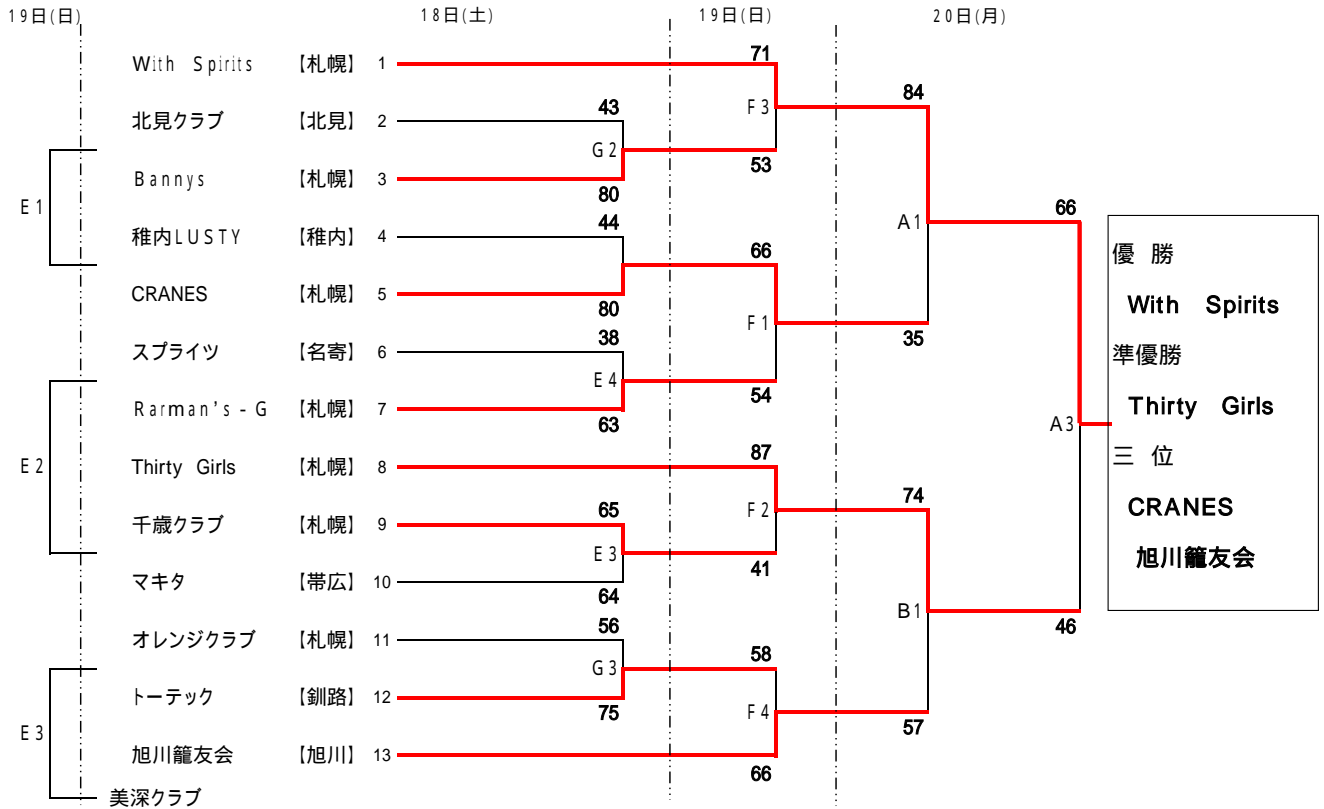 19日(日) 18日(土) 19日(日) 20日(月)
With Spirits 【札幌】 1 71
84
北見クラブ 【北見】 2 43 F3
G2
Bannys 【札幌】 3 80 53
E1
稚内LUSTY 【稚内】 4 44 66 A1 66
CRANES 【札幌】 5 80 F1
スプライツ 【名寄】 6 38 35
E4
Rarman's-G 【札幌】 7 63 54 A3
E2
Thirty Girls 【札幌】 8 87
74
千歳クラブ 【札幌】 9 65 F2
E3
マキタ 【帯広】 10 64 41
B1
オレンジクラブ 【札幌】 11 56 58 46
G3
トーテック 【釧路】 12 75 F4 57
E3
旭川籠友会 【旭川】 13 66
美深クラブ
優 勝
With Spirits
準優勝
Thirty Girls
三 位
CRANES
旭川籠友会